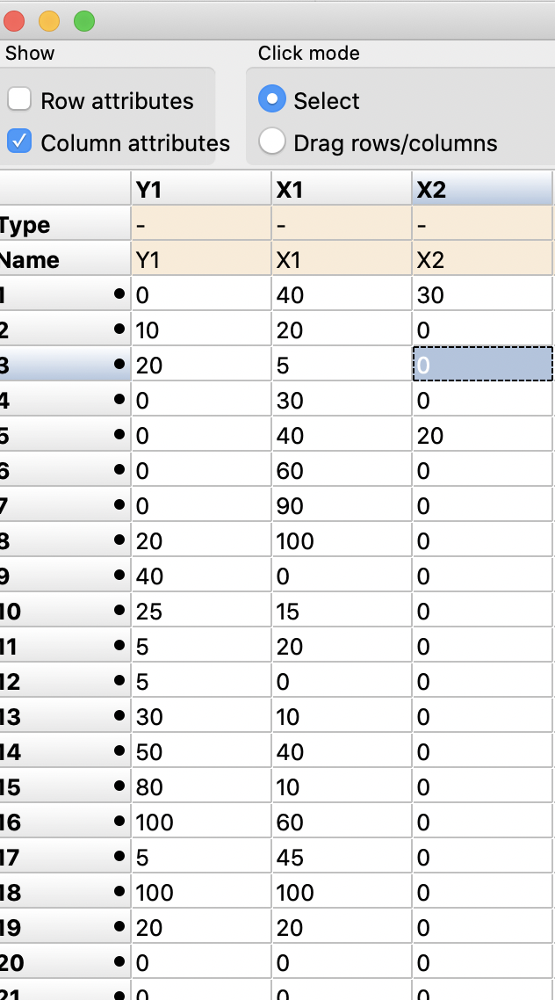 Show Click mode
Row attributes Select
Column attributes Drag rows/columns
Y1 X1 X2
Type - - -
Name Y1 X1 X2
1 0 40 30
2 10 20 0
3 20 5 0
4 0 30 0
5 0 40 20
6 0 60 0
7 0 90 0
8 20 100 0
9 40 0 0
10 25 15 0
11 5 20 0
12 5 0 0
13 30 10 0
14 50 40 0
15 80 10 0
16 100 60 0
17 5 45 0
18 100 100 0
19 20 20 0
20 0 0 0
21 0 0 0